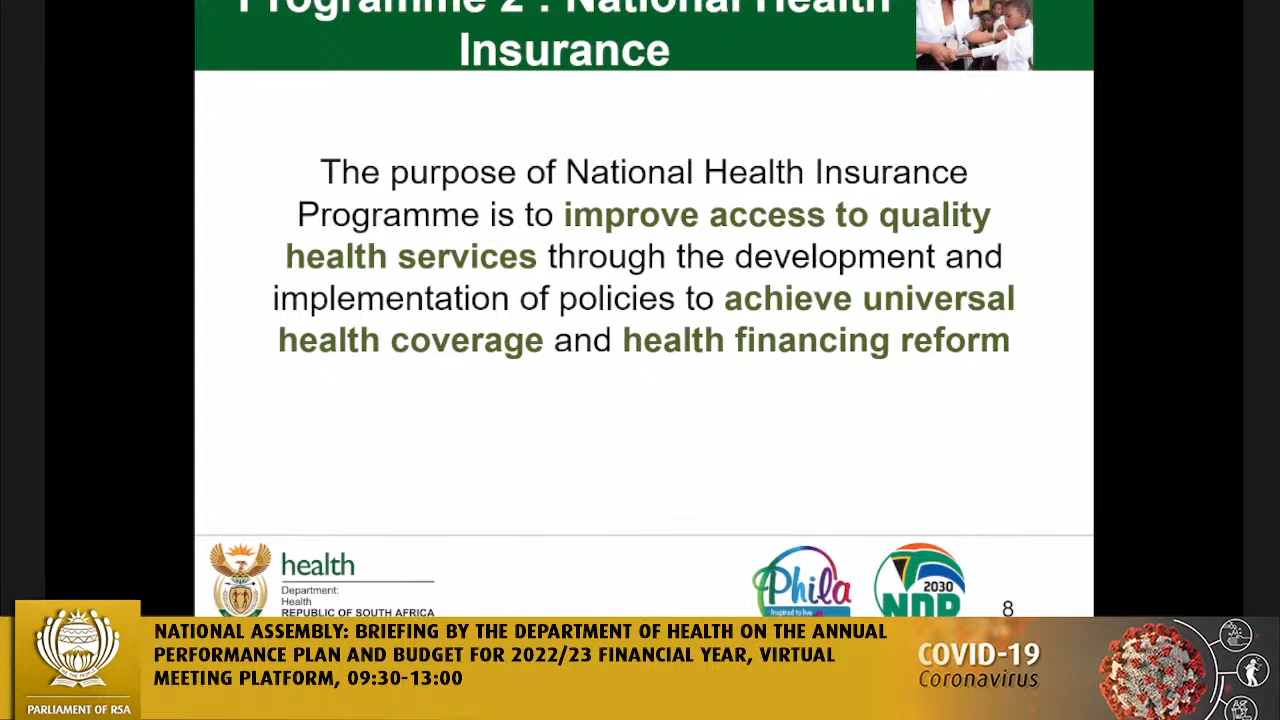 Programme 2 : National Health
Insurance
The purpose of National Health Insurance
Programme is to improve access to quality
health services through the development and
implementation of policies to achieve universal
health coverage and health financing reform
health
Department:
Health
REPUBLIC OF SOUTH AFRICA
Phila
Inspired to live
2030
NDP
8
NATIONAL ASSEMBLY: BRIEFING BY THE DEPARTMENT OF HEALTH ON THE ANNUAL
PERFORMANCE PLAN AND BUDGET FOR 2022/23 FINANCIAL YEAR, VIRTUAL
MEETING PLATFORM, 09:30-13:00
PARLIAMENT OF RSA
COVID-19
Coronavirus